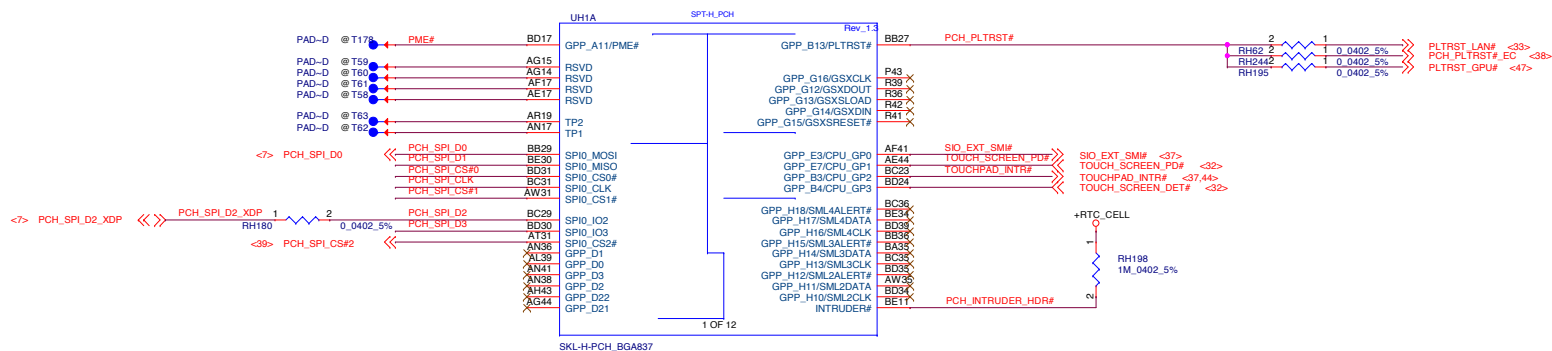 UH1A
SPT-H_PCH
Rev_1.3
PAD~D @ T178 PME# BD17 GPP_A11/PME#
PAD~D @ T59 AG15 RSVD
PAD~D @ T60 AG14 RSVD
PAD~D @ T61 AF17 RSVD
PAD~D @ T58 AE17 RSVD
PAD~D @ T63 AR19 TP2
PAD~D @ T62 AN17 TP1
<7> PCH_SPI_D0 PCH_SPI_D0 BB29 SPI0_MOSI
PCH_SPI_D1 BE30 SPI0_MISO
PCH_SPI_CS#0 BD31 SPI0_CS0#
PCH_SPI_CLK BC31 SPI0_CLK
PCH_SPI_CS#1 AW31 SPI0_CS1#
<7> PCH_SPI_D2_XDP PCH_SPI_D2_XDP 1 2 PCH_SPI_D2 BC29 SPI0_IO2
RH180 0_0402_5%
PCH_SPI_D3 BD30 SPI0_IO3
<39> PCH_SPI_CS#2 AT31 SPI0_CS2#
AN36 GPP_D1
AL39 GPP_D0
AN41 GPP_D3
AN38 GPP_D2
AH43 GPP_D22
AG44 GPP_D21
GPP_B13/PLTRST# BB27 PCH_PLTRST#
2 1 PLTRST_LAN# <33>
RH62 0_0402_5%
2 1 PCH_PLTRST#_EC <38>
RH244 0_0402_5%
2 1 PLTRST_GPU# <47>
RH195 0_0402_5%
GPP_G16/GSXCLK P43
GPP_G12/GSXDOUT R39
GPP_G13/GSXSLOAD R36
GPP_G14/GSXDIN R42
GPP_G15/GSXSRESET# R41
GPP_E3/CPU_GP0 AF41 SIO_EXT_SMI# SIO_EXT_SMI# <37>
GPP_E7/CPU_GP1 AE44 TOUCH_SCREEN_PD# TOUCH_SCREEN_PD# <32>
GPP_B3/CPU_GP2 BC23 TOUCHPAD_INTR# TOUCHPAD_INTR# <37,44>
GPP_B4/CPU_GP3 BD24 TOUCH_SCREEN_DET# <32>
GPP_H18/SML4ALERT# BC36
GPP_H17/SML4DATA BE34
GPP_H16/SML4CLK BD39
GPP_H15/SML3ALERT# BB36
GPP_H14/SML3DATA BA35
GPP_H13/SML3CLK BC35
GPP_H12/SML2ALERT# BD35
GPP_H11/SML2DATA AW35
GPP_H10/SML2CLK BD34
INTRUDER# BE11 PCH_INTRUDER_HDR#
+RTC_CELL
1
RH198
1M_0402_5%
2
1 OF 12
SKL-H-PCH_BGA837